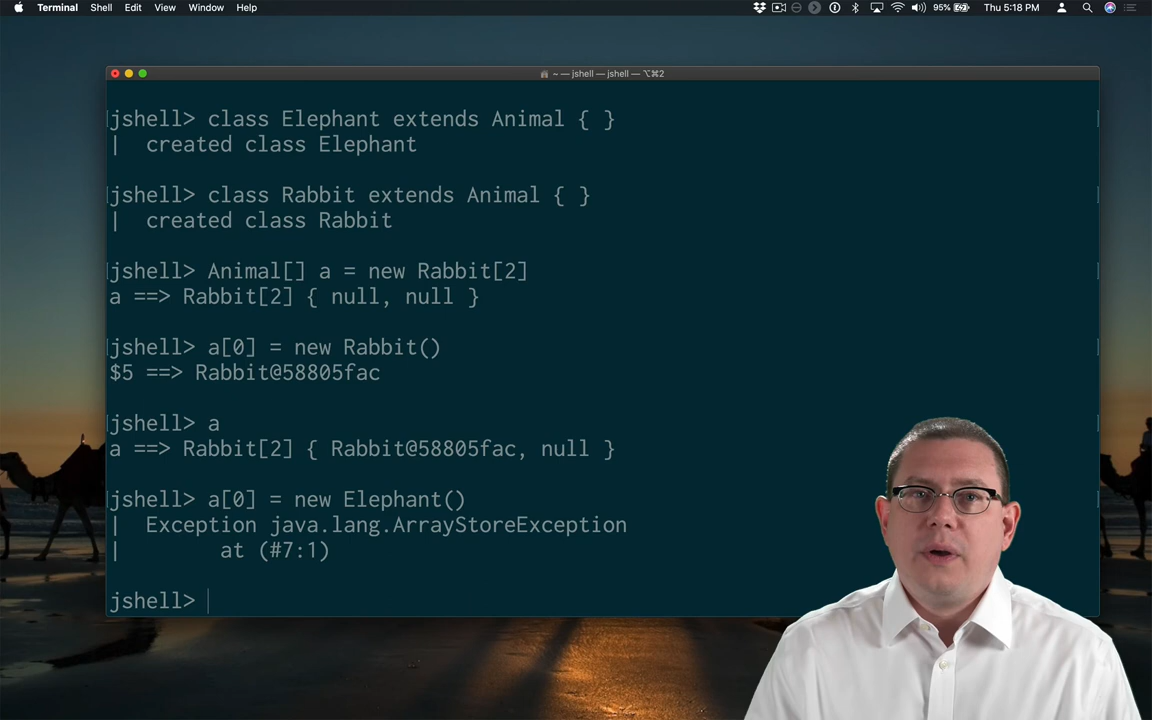 Terminal Shell Edit View Window Help 95% Thu 5:18 PM
~ — jshell — jshell — ⌥⌘2
jshell> class Elephant extends Animal { }
|  created class Elephant
jshell> class Rabbit extends Animal { }
|  created class Rabbit
jshell> Animal[] a = new Rabbit[2]
a ==> Rabbit[2] { null, null }
jshell> a[0] = new Rabbit()
$5 ==> Rabbit@58805fac
jshell> a
a ==> Rabbit[2] { Rabbit@58805fac, null }
jshell> a[0] = new Elephant()
|  Exception java.lang.ArrayStoreException
|        at (#7:1)
jshell>